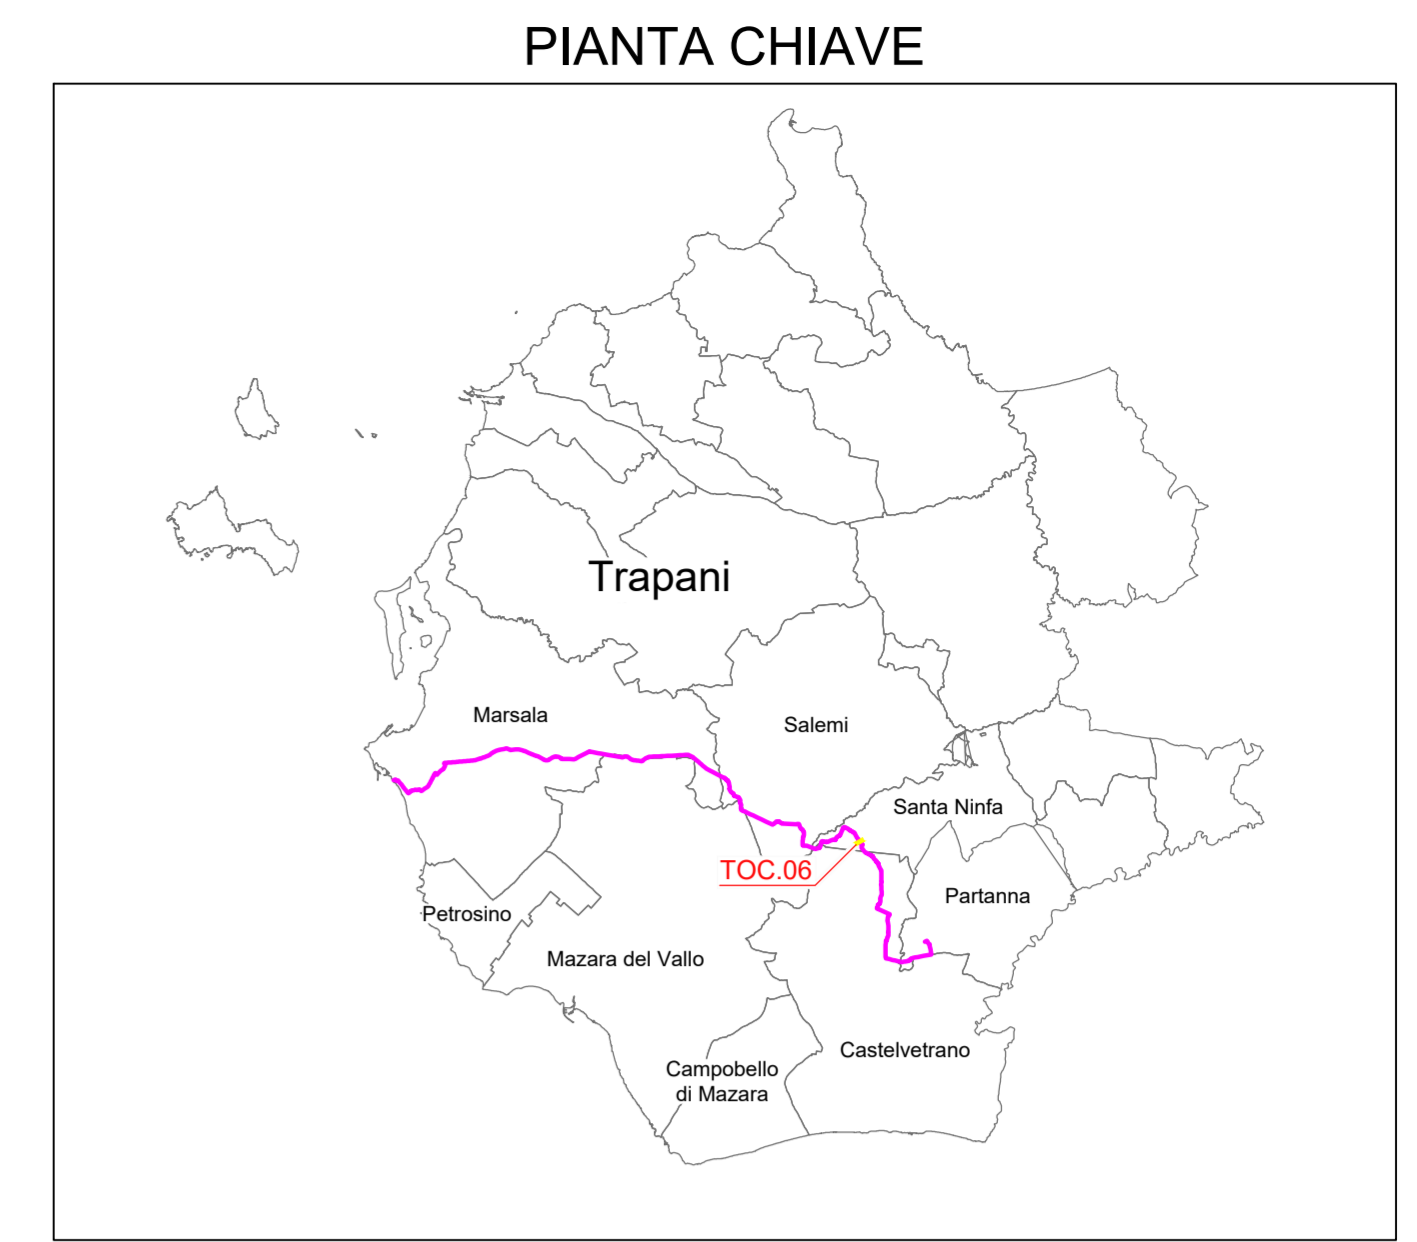 PIANTA CHIAVE
Trapani
Marsala
Salemi
Santa Ninfa
TOC.06
Partanna
Petrosino
Mazara del Vallo
Castelvetrano
Campobello
di Mazara